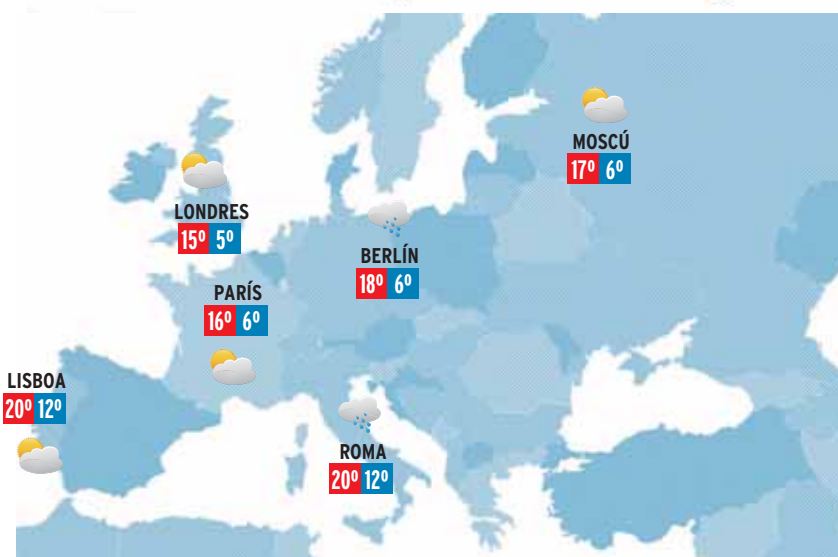 MOSCÚ
17º 6º
LONDRES
15º 5º
BERLÍN
18º 6º
PARÍS
16º 6º
LISBOA
20º 12º
ROMA
20º 12º